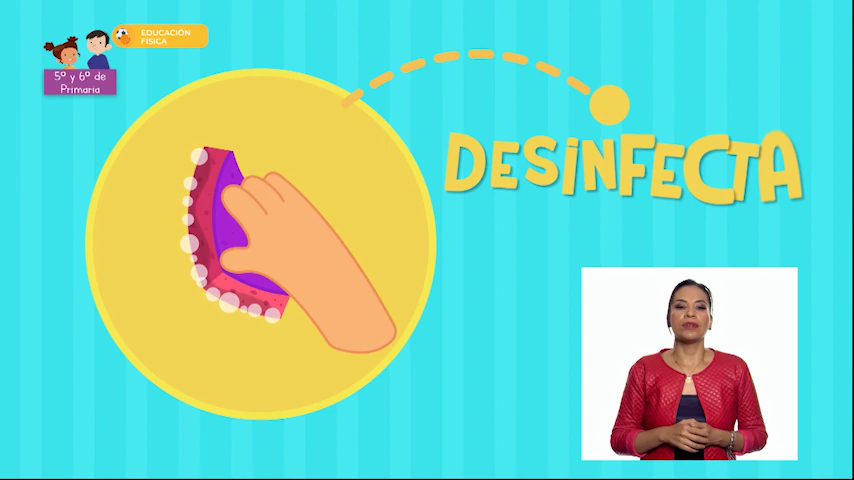 EDUCACIÓN
FÍSICA
5º y 6º de
Primaria
DESiNFECTA